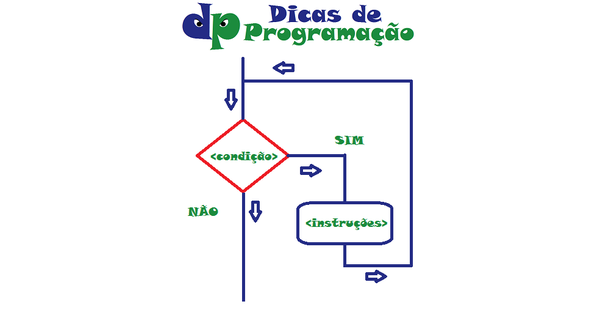 dp
Dicas de
Programação
SIM
<condição>
NÃO
<instruções>